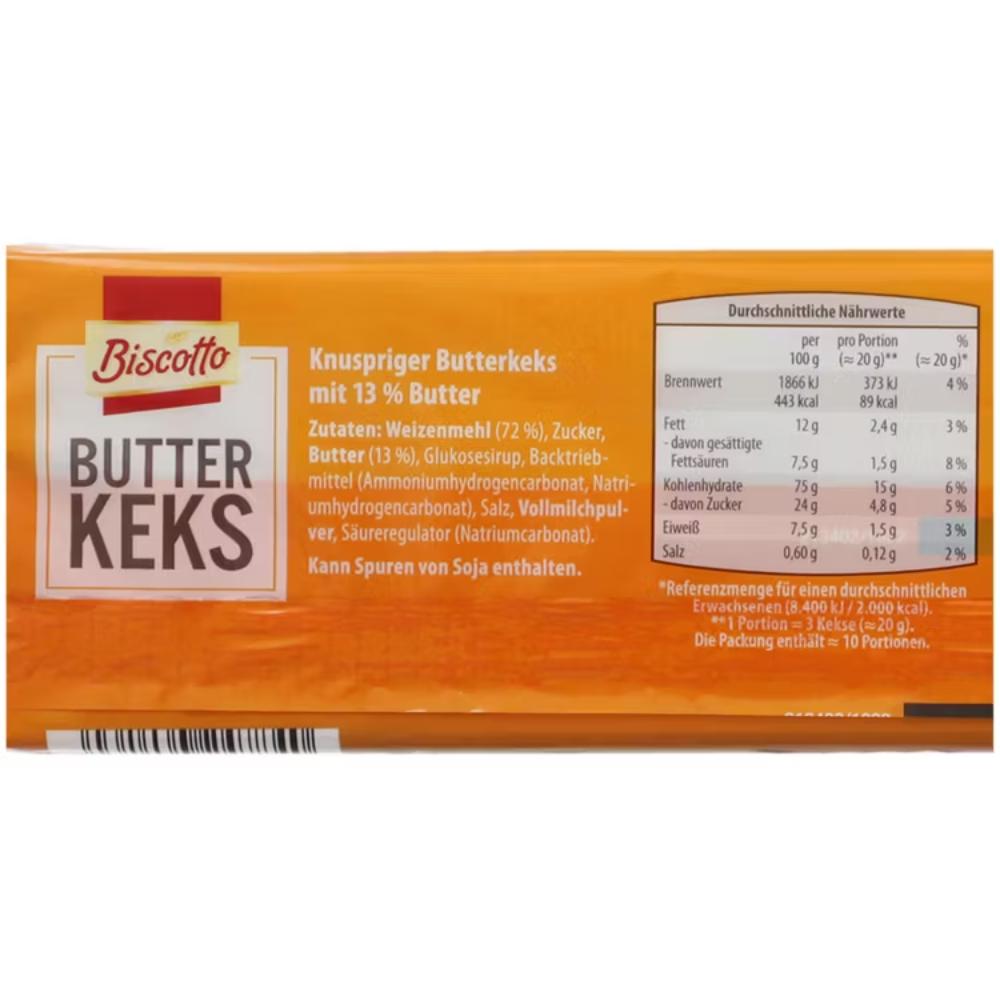 Biscotto
BUTTER
KEKS
Knuspriger Butterkeks
mit 13 % Butter
Zutaten: Weizenmehl (72 %), Zucker,
Butter (13 %), Glukosesirup, Backtrieb-
mittel (Ammoniumhydrogencarbonat, Natri-
umhydrogencarbonat), Salz, Vollmilchpul-
ver, Säureregulator (Natriumcarbonat).
Kann Spuren von Soja enthalten.
Durchschnittliche Nährwerte
per pro Portion %
100 g (≈ 20 g)** (≈ 20 g)*
Brennwert 1866 kJ 373 kJ 4 %
443 kcal 89 kcal
Fett 12 g 2,4 g 3 %
- davon gesättigte
Fettsäuren 7,5 g 1,5 g 8 %
Kohlenhydrate 75 g 15 g 6 %
- davon Zucker 24 g 4,8 g 5 %
Eiweiß 7,5 g 1,5 g 3 %
Salz 0,60 g 0,12 g 2 %
*Referenzmenge für einen durchschnittlichen
Erwachsenen (8.400 kJ / 2.000 kcal).
**1 Portion = 3 Kekse (≈ 20 g).
Die Packung enthält ≈ 10 Portionen.